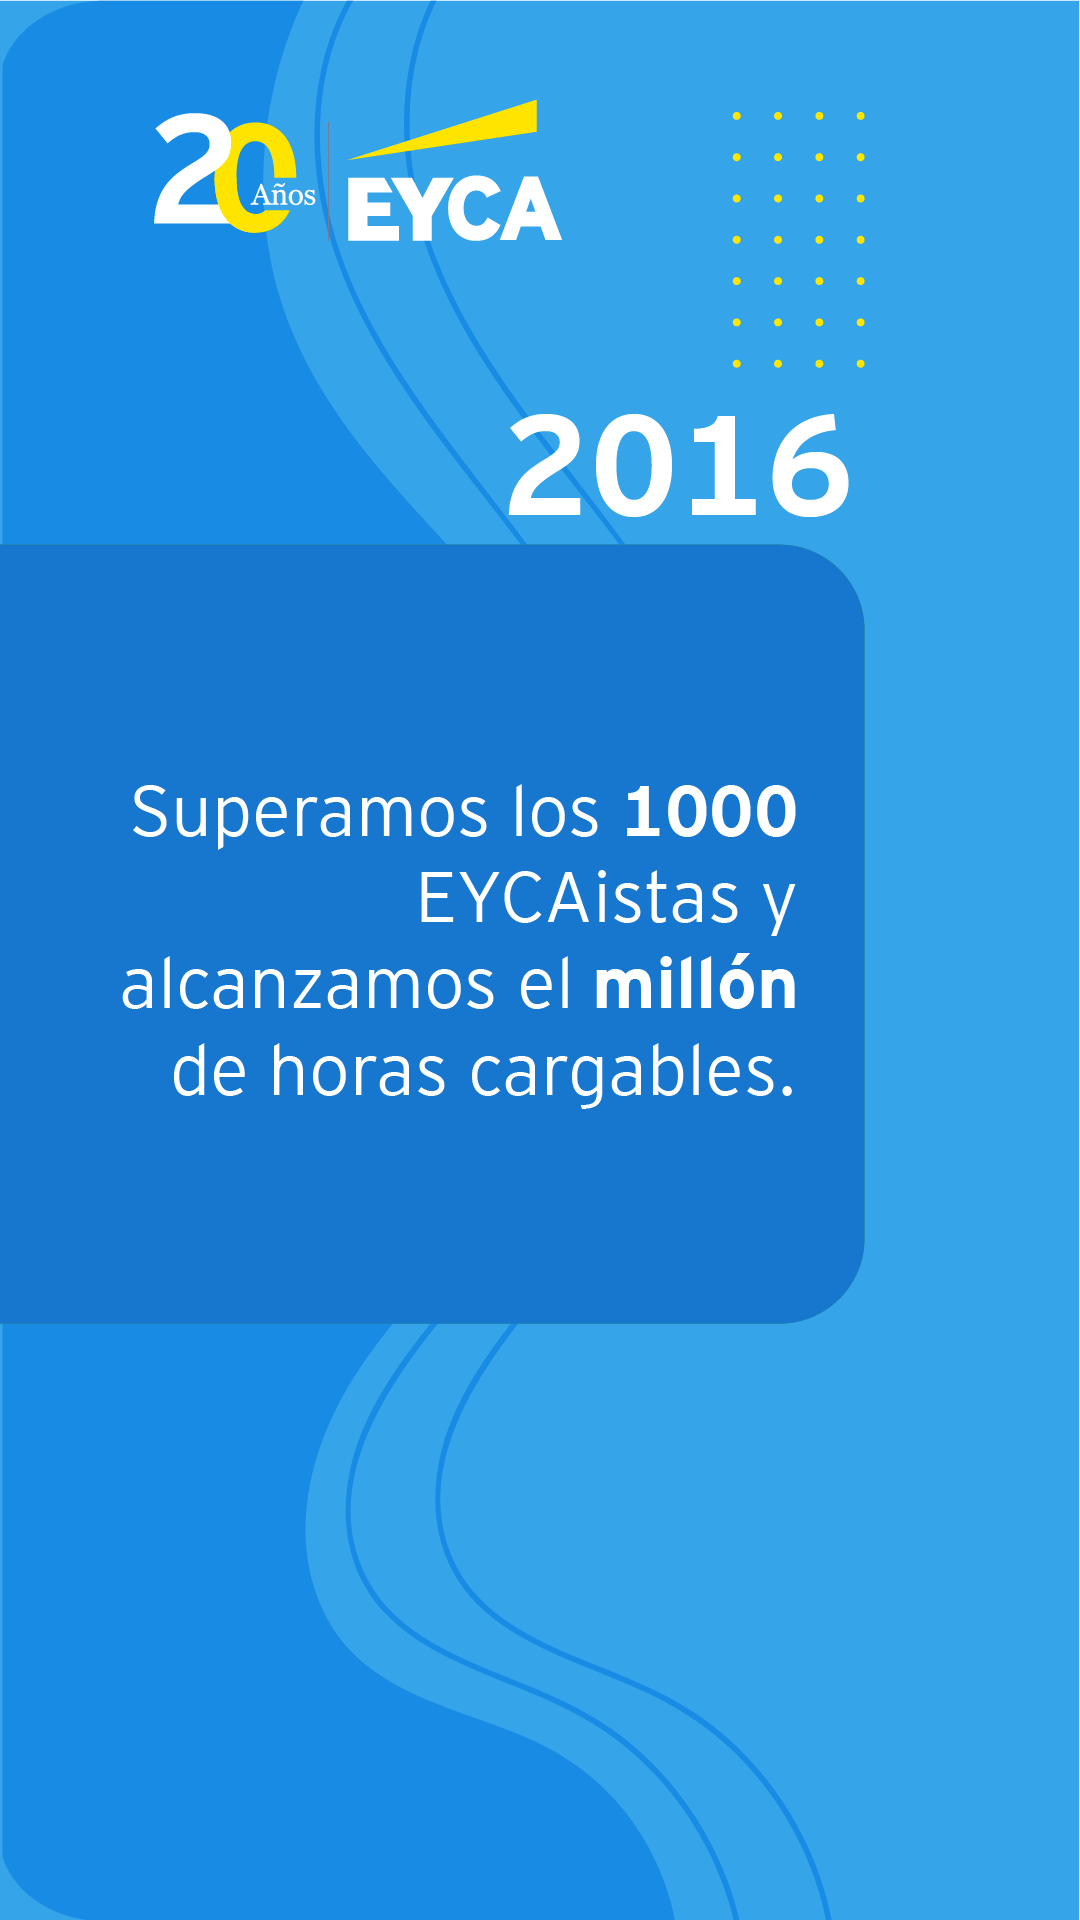 20 Años
EYCA
2016
Superamos los 1000
EYCAistas y
alcanzamos el millón
de horas cargables.